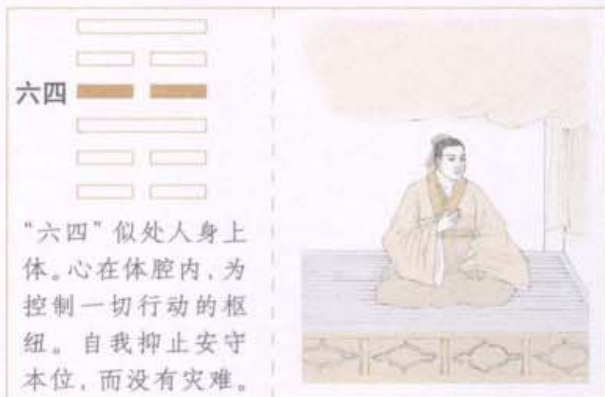 六四
“六四”似处人身上
体。心在体腔内，为
控制一切行动的枢
纽。自我抑止安守
本位，而没有灾难。